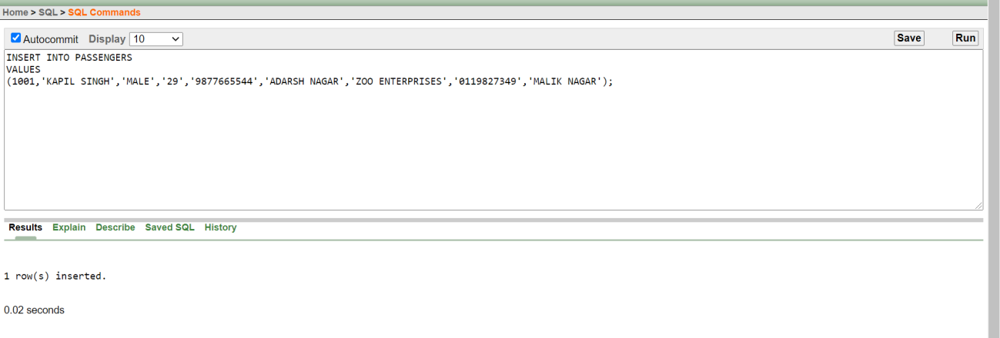 Home > SQL > SQL Commands
Autocommit Display 10 Save Run
INSERT INTO PASSENGERS
VALUES
(1001,'KAPIL SINGH','MALE','29','9877665544','ADARSH NAGAR','ZOO ENTERPRISES','0119827349','MALIK NAGAR');
Results Explain Describe Saved SQL History
1 row(s) inserted.
0.02 seconds